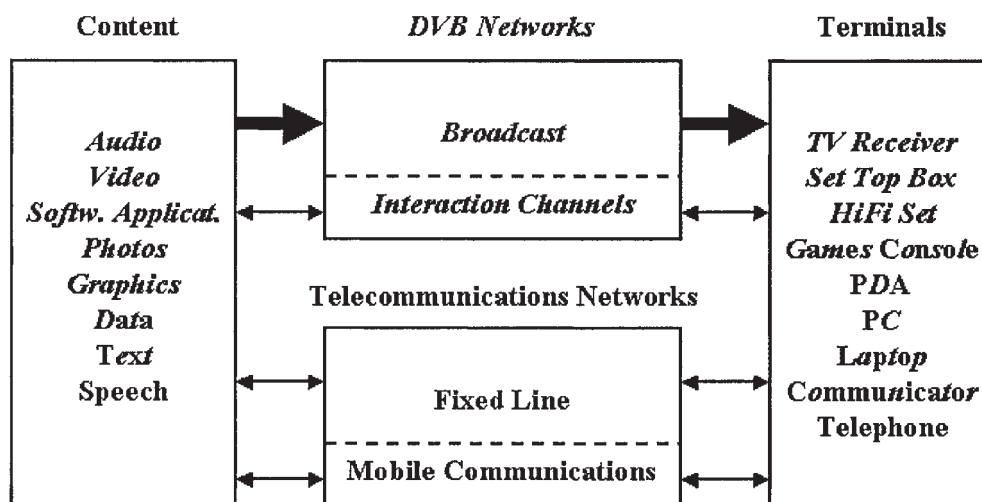 Content
Audio
Video
Softw. Applicat.
Photos
Graphics
Data
Text
Speech
DVB Networks
Broadcast
Interaction Channels
Telecommunications Networks
Fixed Line
Mobile Communications
Terminals
TV Receiver
Set Top Box
HiFi Set
Games Console
PDA
PC
Laptop
Communicator
Telephone